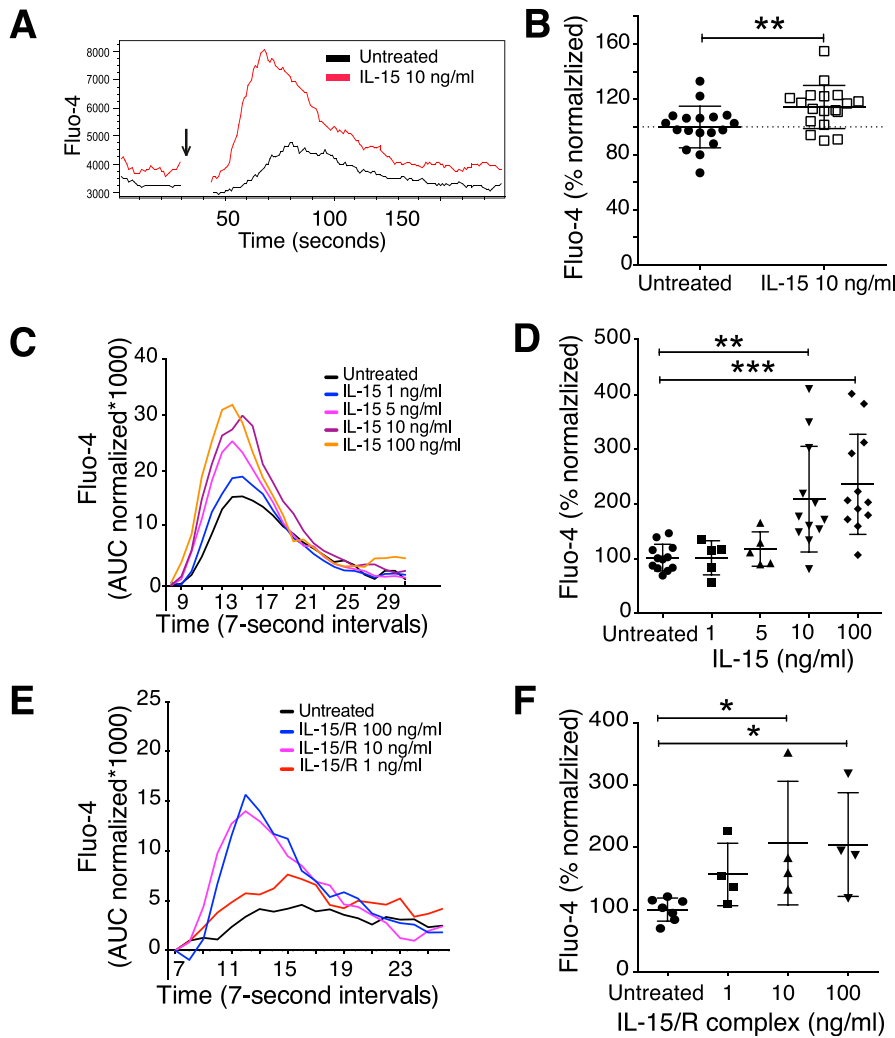 A
Fluo-4
8000
7000
6000
5000
4000
3000
Untreated
IL-15 10 ng/ml
50 100 150
Time (seconds)
B
**
Fluo-4 (% normalzlized)
160
120
80
40
0
Untreated IL-15 10 ng/ml
C
Fluo-4
(AUC normalized*1000)
40
30
20
10
0
Untreated
IL-15 1 ng/ml
IL-15 5 ng/ml
IL-15 10 ng/ml
IL-15 100 ng/ml
9 13 17 21 25 29
Time (7-second intervals)
D
**
***
Fluo-4 (% normalzlized)
500
400
300
200
100
0
Untreated 1 5 10 100
IL-15 (ng/ml)
E
Fluo-4
(AUC normalized*1000)
25
20
15
10
5
0
Untreated
IL-15/R 100 ng/ml
IL-15/R 10 ng/ml
IL-15/R 1 ng/ml
7 11 15 19 23
Time (7-second intervals)
F
*
*
Fluo-4 (% normalzlized)
400
300
200
100
0
Untreated 1 10 100
IL-15/R complex (ng/ml)